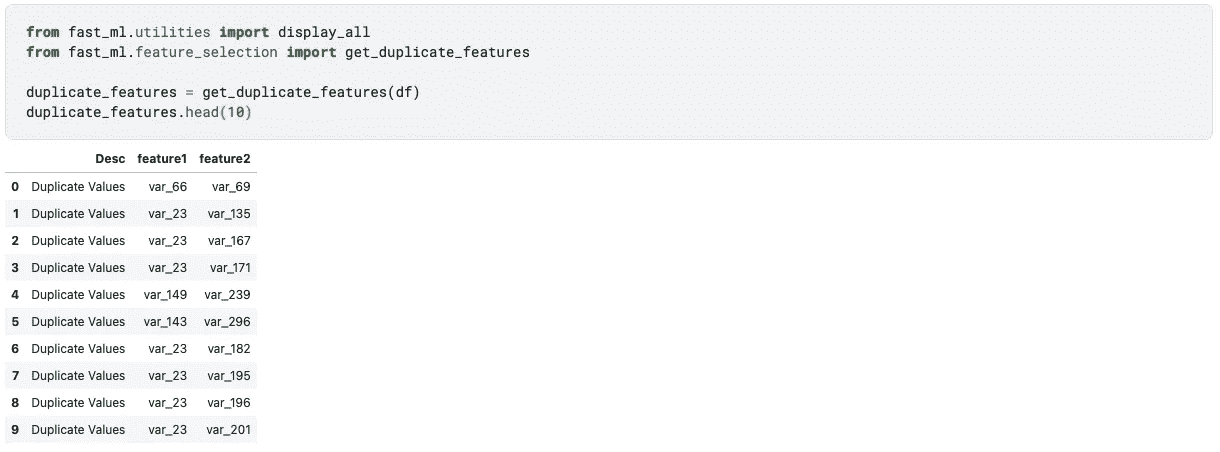 from fast_ml.utilities import display_all
from fast_ml.feature_selection import get_duplicate_features
duplicate_features = get_duplicate_features(df)
duplicate_features.head(10)
Desc feature1 feature2
0 Duplicate Values var_66 var_69
1 Duplicate Values var_23 var_135
2 Duplicate Values var_23 var_167
3 Duplicate Values var_23 var_171
4 Duplicate Values var_149 var_239
5 Duplicate Values var_143 var_296
6 Duplicate Values var_23 var_182
7 Duplicate Values var_23 var_195
8 Duplicate Values var_23 var_196
9 Duplicate Values var_23 var_201